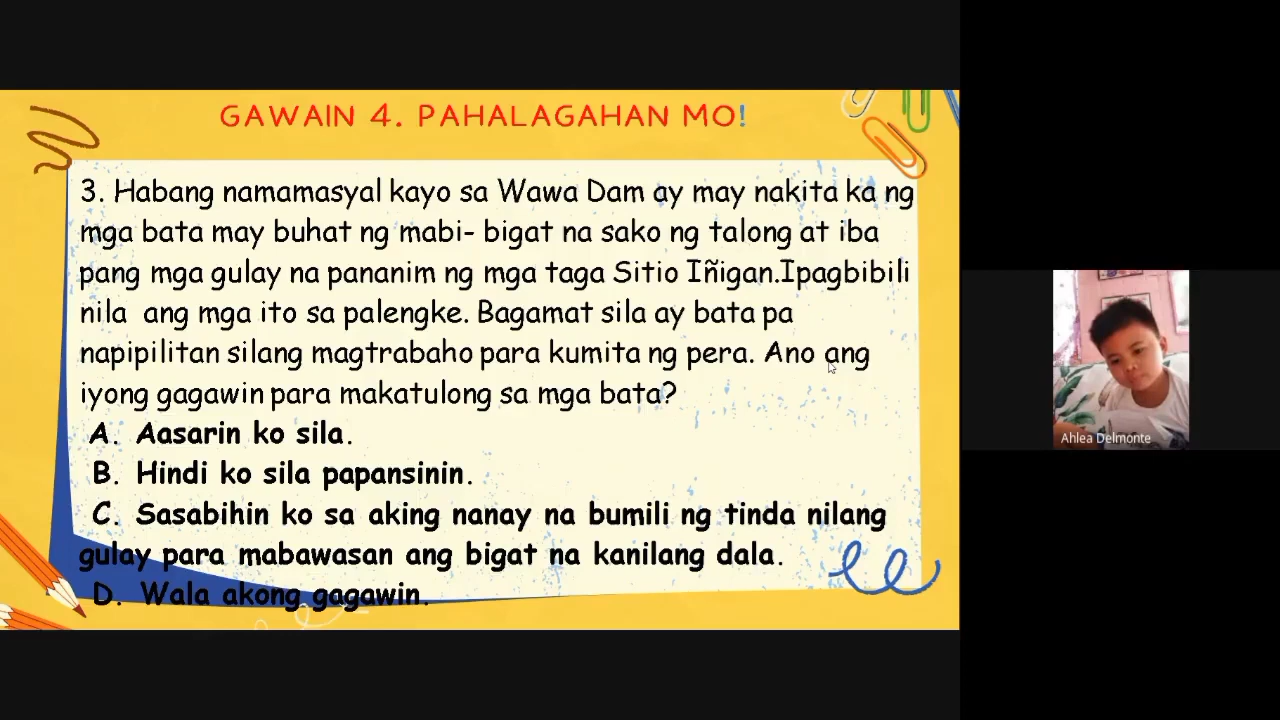 GAWAIN 4. PAHALAGAHAN MO!
3. Habang namamasyal kayo sa Wawa Dam ay may nakita ka ng
mga bata may buhat ng mabi- bigat na sako ng talong at iba
pang mga gulay na pananim ng mga taga Sitio Iñigan.Ipagbibili
nila ang mga ito sa palengke. Bagamat sila ay bata pa
napipilitan silang magtrabaho para kumita ng pera. Ano ang
iyong gagawin para makatulong sa mga bata?
A. Aasarin ko sila.
B. Hindi ko sila papansinin.
C. Sasabihin ko sa aking nanay na bumili ng tinda nilang
gulay para mabawasan ang bigat na kanilang dala.
D. Wala akong gagawin.
Ahlea Delmonte